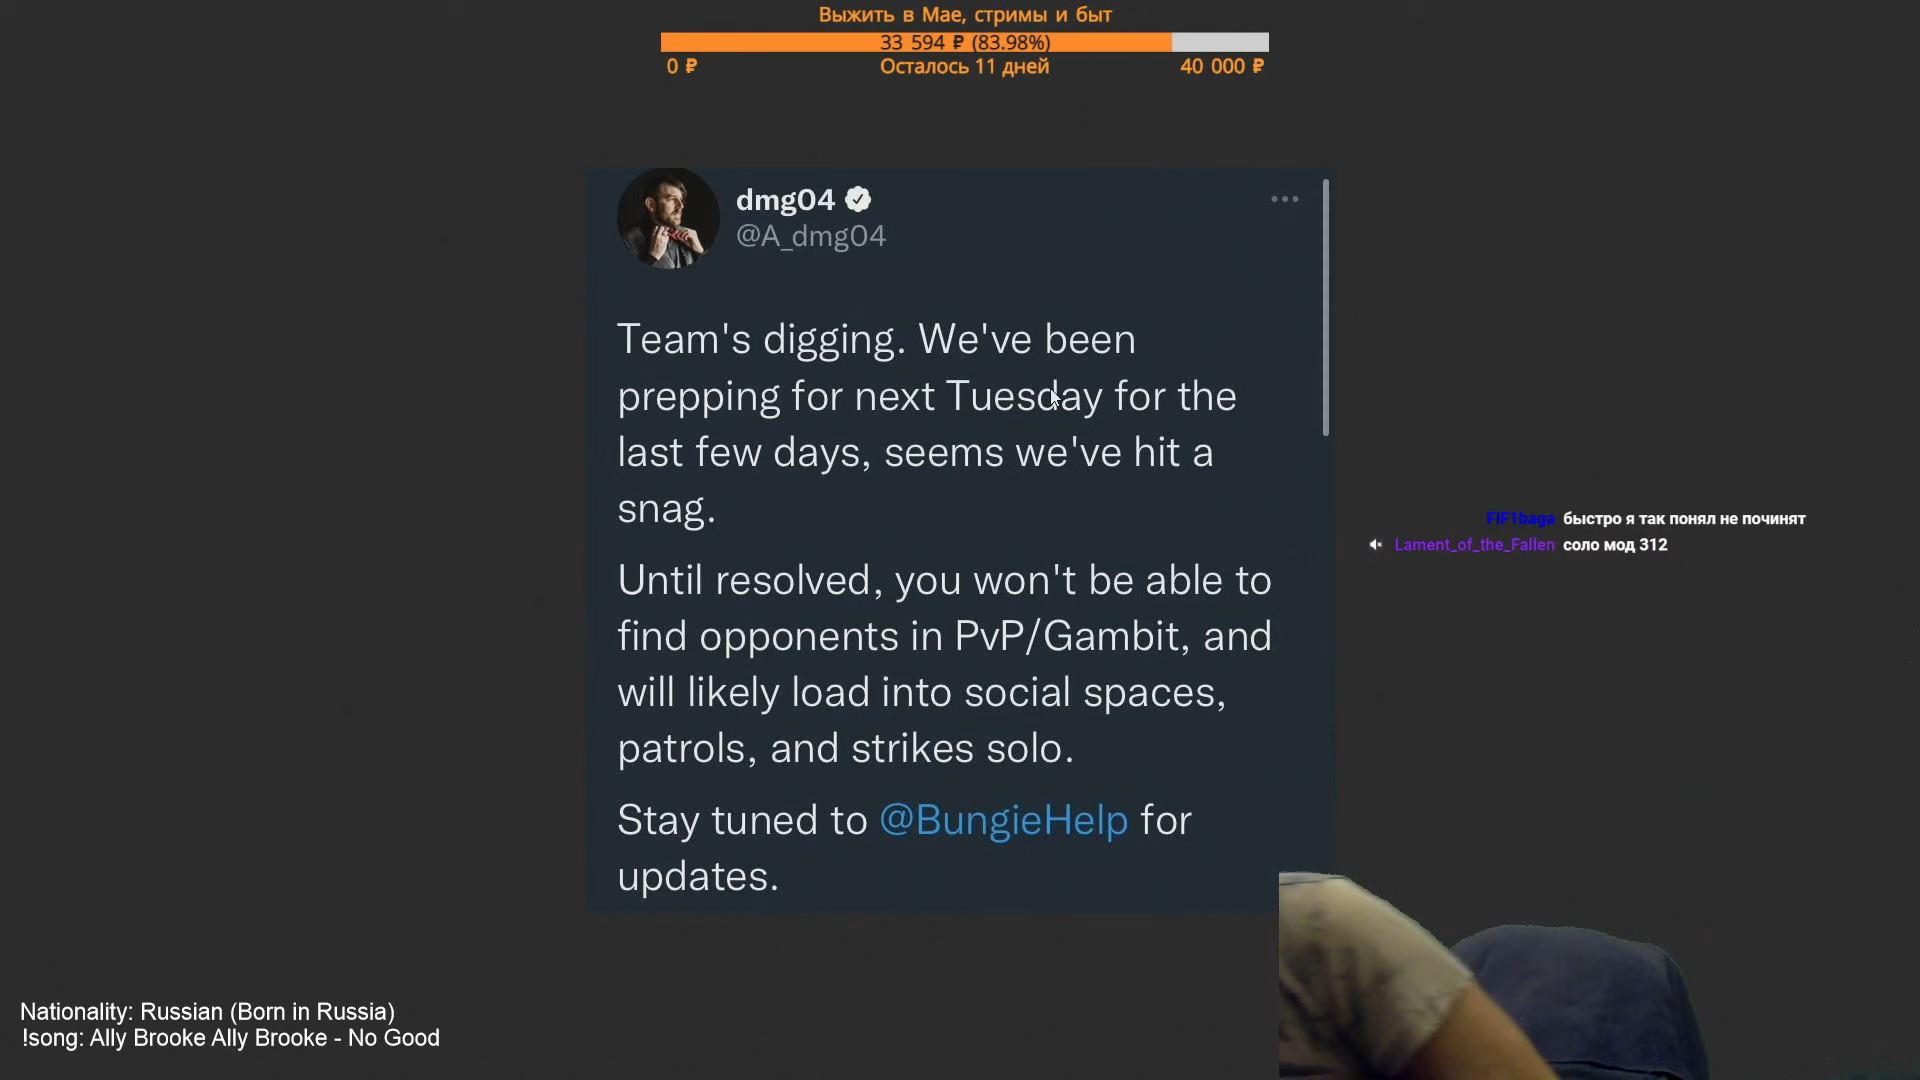 Выжить в Мае, стримы и быт
33 594 ₽ (83.98%)
0 ₽ Осталось 11 дней 40 000 ₽
dmg04
@A_dmg04
Team's digging. We've been
prepping for next Tuesday for the
last few days, seems we've hit a
snag.
Until resolved, you won't be able to
find opponents in PvP/Gambit, and
will likely load into social spaces,
patrols, and strikes solo.
Stay tuned to @BungieHelp for
updates.
FIF1baga быстро я так понял не починят
Lament_of_the_Fallen соло мод 312
Nationality: Russian (Born in Russia)
!song: Ally Brooke Ally Brooke - No Good